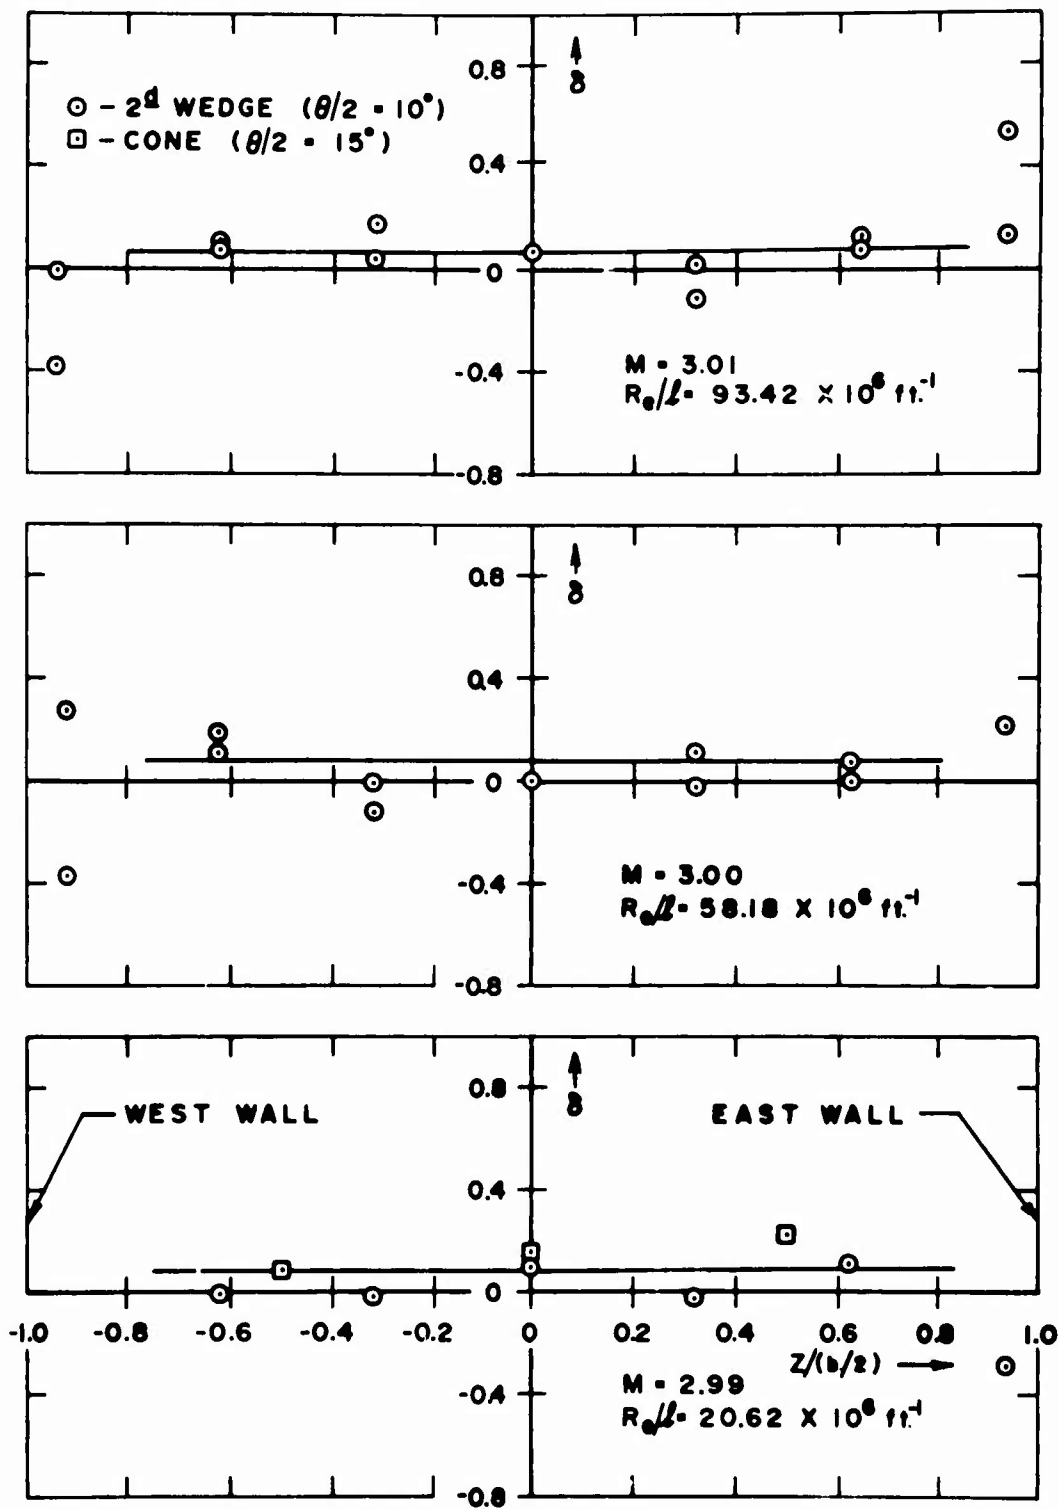 0.8
∞
⊙ - 2d WEDGE (θ/2 = 10°)
⊡ - CONE (θ/2 = 15°)
0.4
0
-0.4
M = 3.01
Re/ℓ = 93.42 × 10⁶ ft.⁻¹
-0.8
0.8
0.4
0
-0.4
M = 3.00
Re/ℓ = 58.18 × 10⁶ ft.⁻¹
-0.8
0.8
WEST WALL
EAST WALL
0.4
0
-1.0 -0.8 -0.6 -0.4 -0.2 0 0.2 0.4 0.6 0.8 1.0
Z/(b/2)
-0.4
M = 2.99
Re/ℓ = 20.62 × 10⁶ ft.⁻¹
-0.8